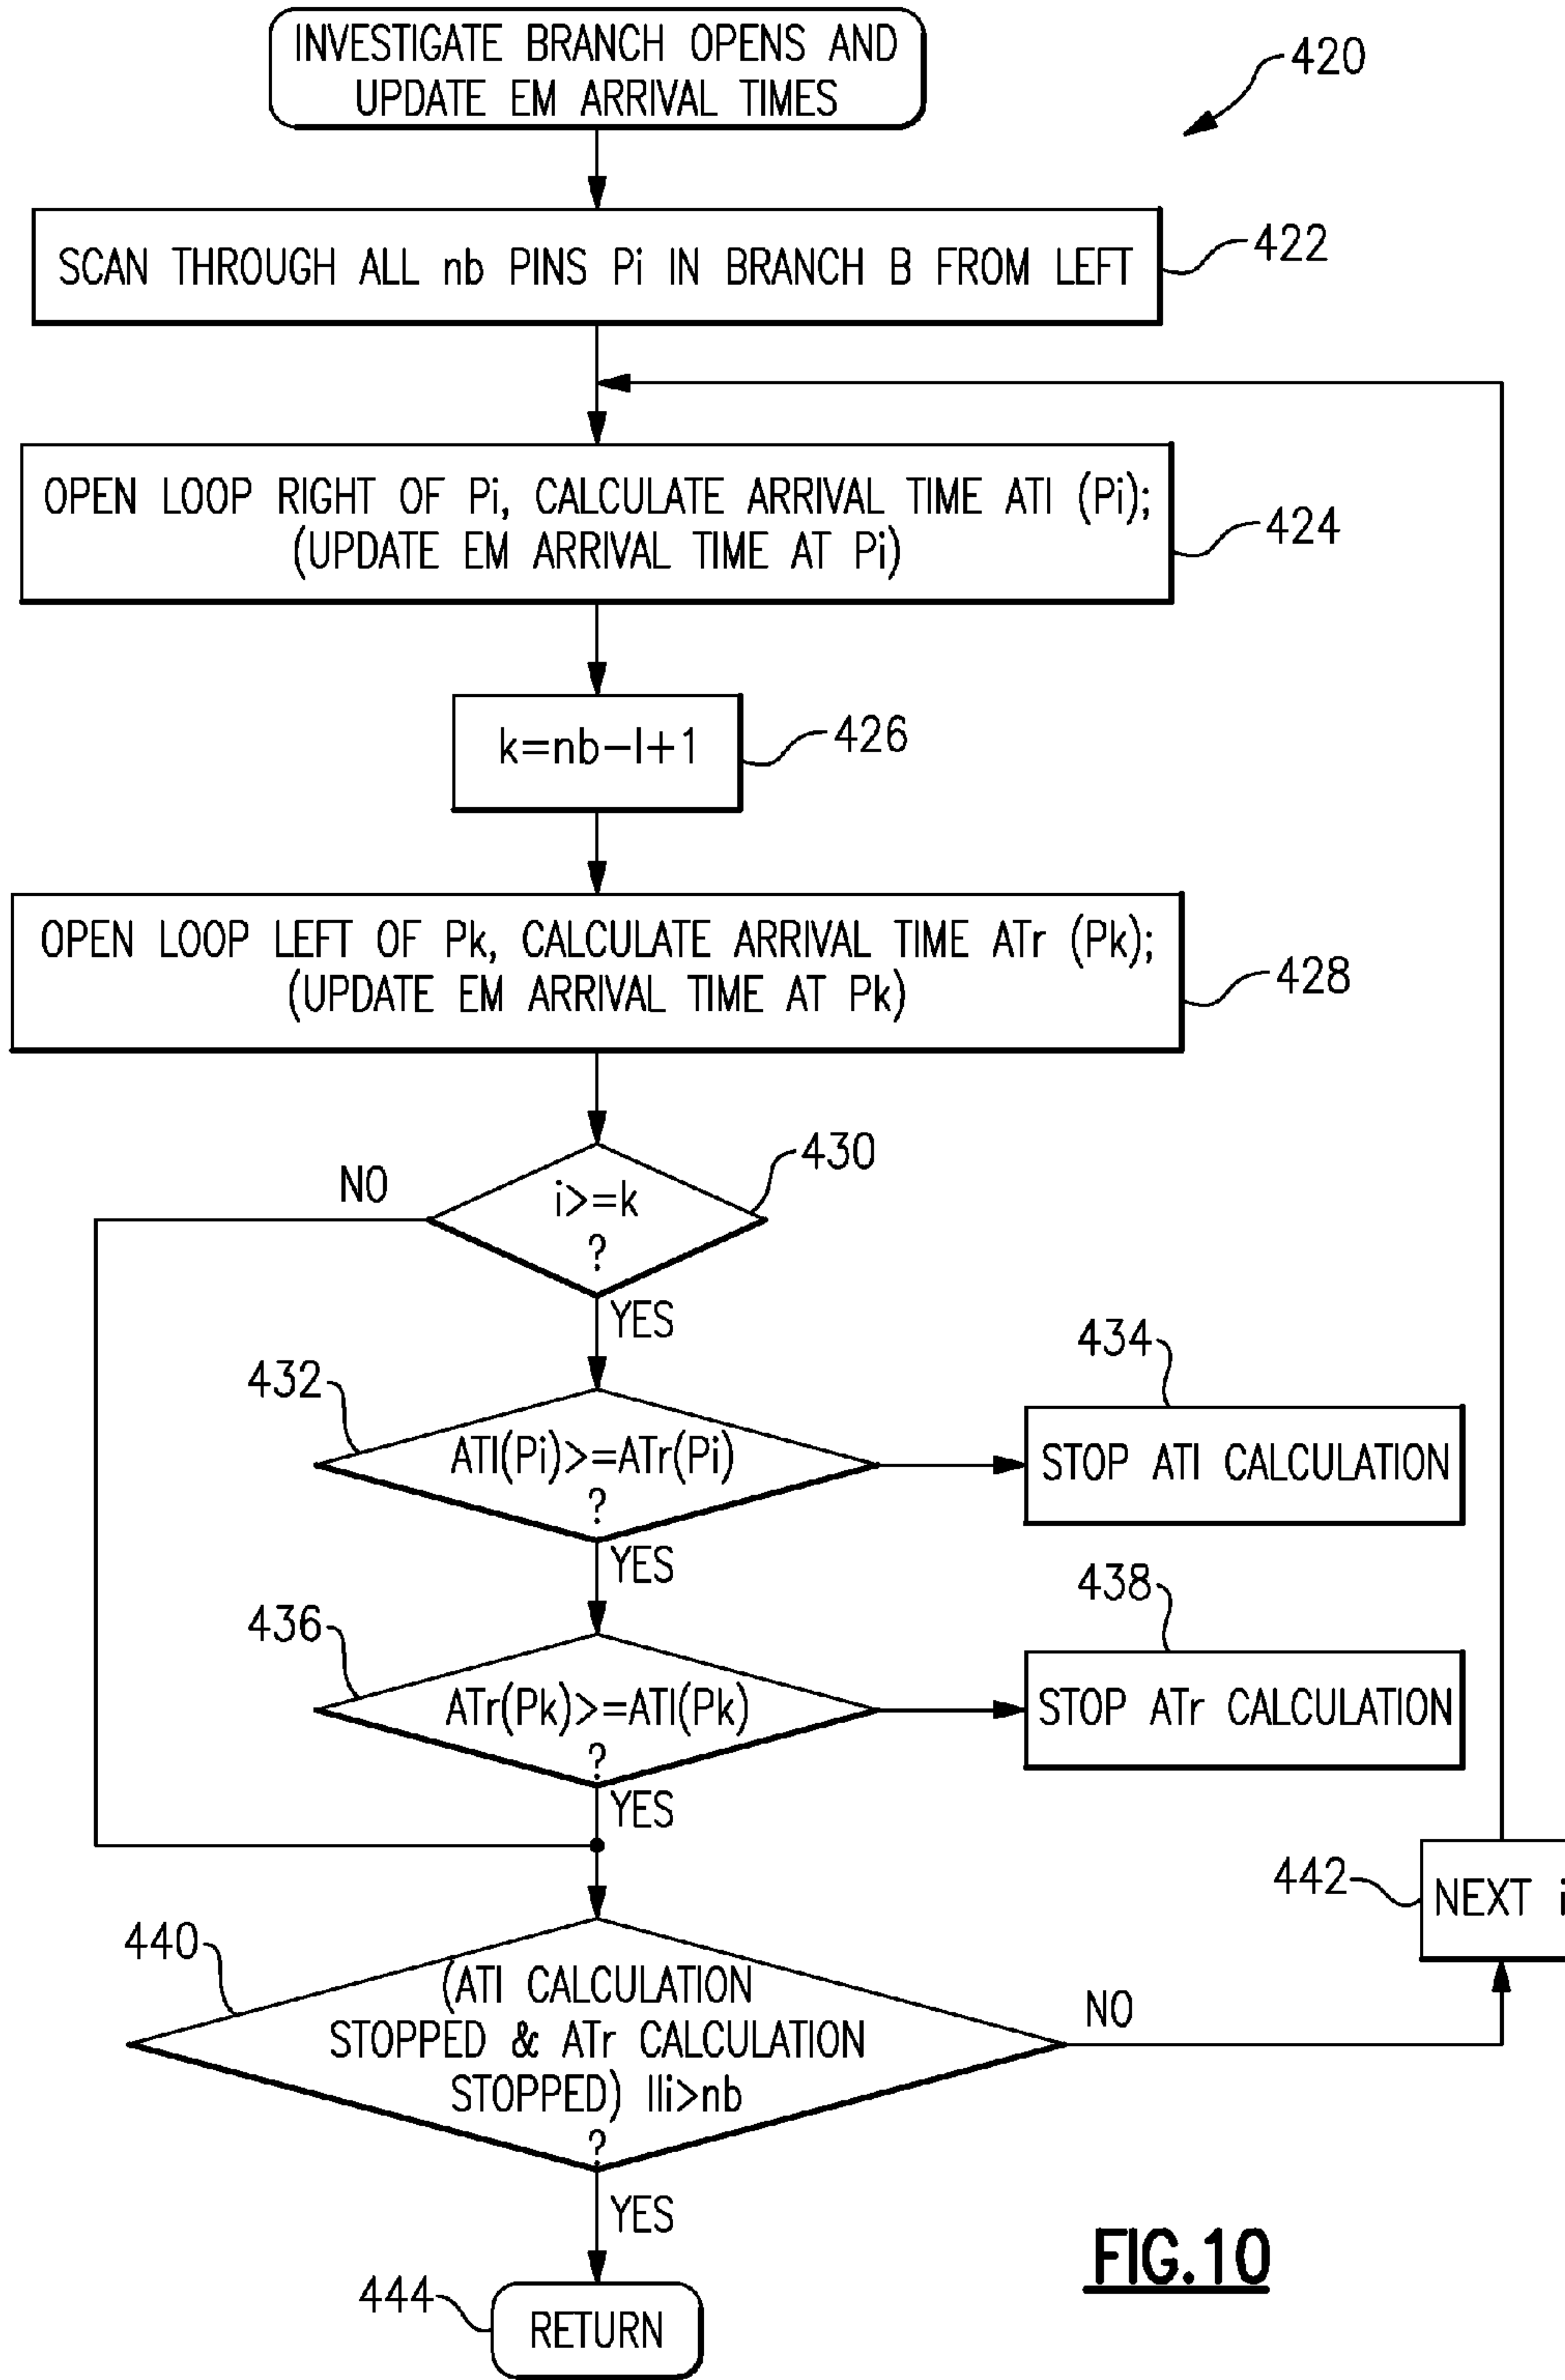 INVESTIGATE BRANCH OPENS AND
UPDATE EM ARRIVAL TIMES
420
SCAN THROUGH ALL nb PINS Pi IN BRANCH B FROM LEFT
422
OPEN LOOP RIGHT OF Pi, CALCULATE ARRIVAL TIME ATl (Pi);
(UPDATE EM ARRIVAL TIME AT Pi)
424
k=nb-l+1
426
OPEN LOOP LEFT OF Pk, CALCULATE ARRIVAL TIME ATr (Pk);
(UPDATE EM ARRIVAL TIME AT Pk)
428
NO
i>=k
?
430
YES
432
ATl(Pi)>=ATr(Pi)
?
434
STOP ATl CALCULATION
YES
436
ATr(Pk)>=ATl(Pk)
?
438
STOP ATr CALCULATION
YES
442
NEXT i
440
(ATl CALCULATION
STOPPED & ATr CALCULATION
STOPPED) ||i>nb
?
NO
YES
444
RETURN
FIG.10